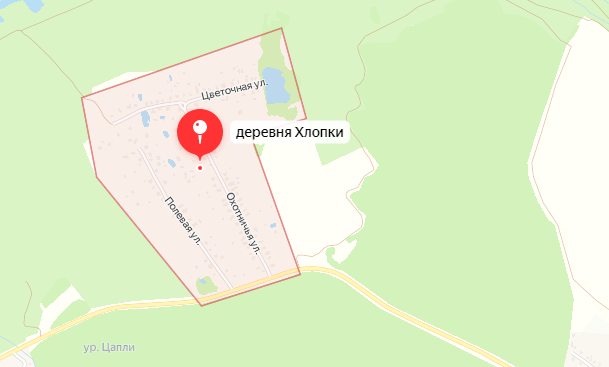 Цветочная ул.
деревня Хлопки
Полевая ул.
Охотничья ул.
ур. Цапли